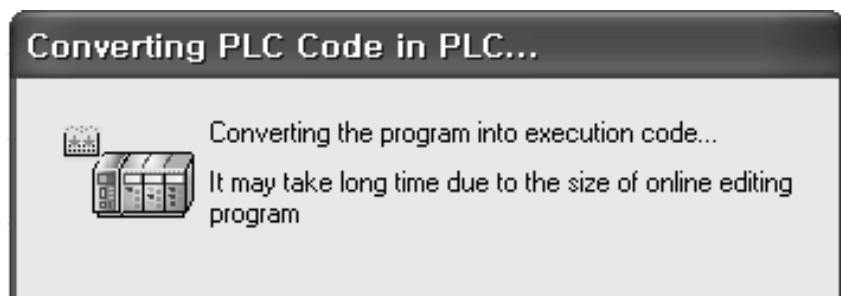 Converting PLC Code in PLC...
Converting the program into execution code...
It may take long time due to the size of online editing
program